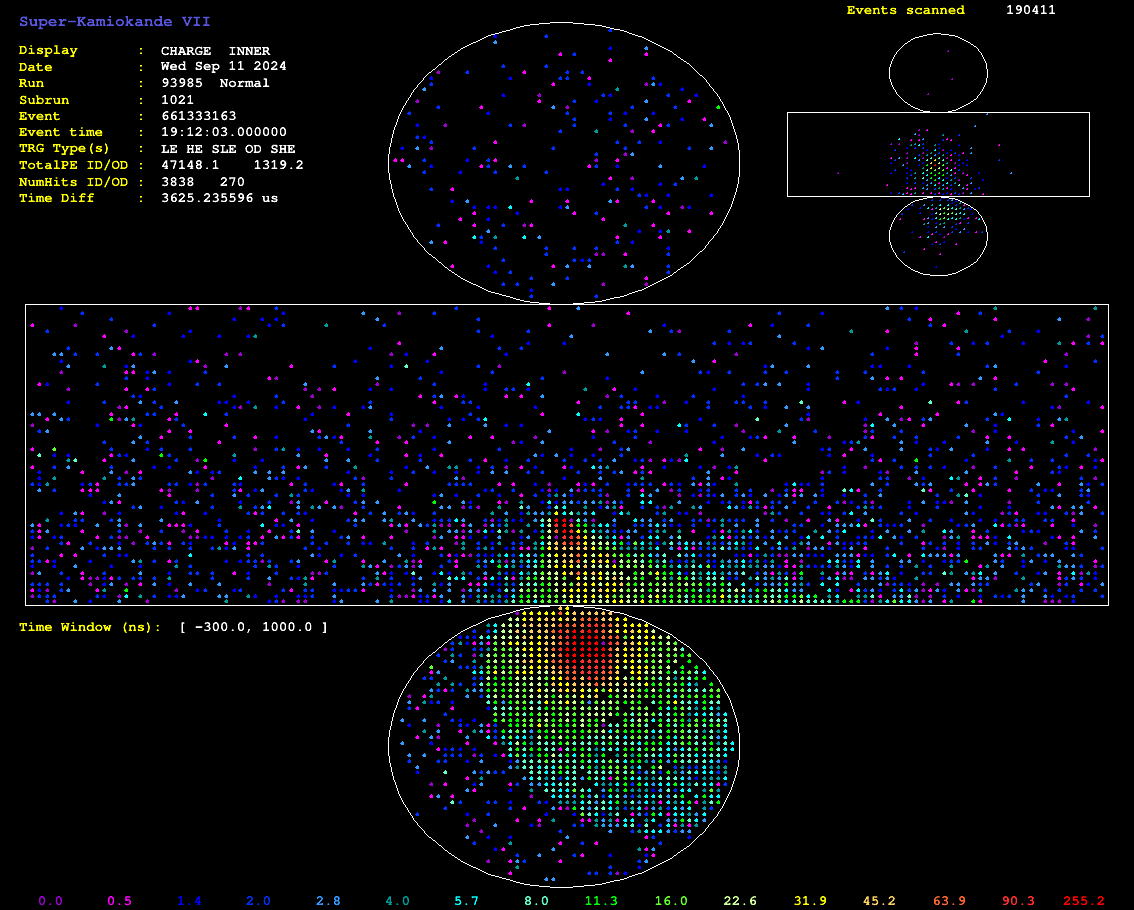 Super-Kamiokande VII
Display : CHARGE INNER
Date : Wed Sep 11 2024
Run : 93985 Normal
Subrun : 1021
Event : 661333163
Event time : 19:12:03.000000
TRG Type(s) : LE HE SLE OD SHE
TotalPE ID/OD : 47148.1 1319.2
NumHits ID/OD : 3838 270
Time Diff : 3625.235596 us
Events scanned 190411
Time Window (ns): [ -300.0, 1000.0 ]
0.0 0.5 1.4 2.0 2.8 4.0 5.7 8.0 11.3 16.0 22.6 31.9 45.2 63.9 90.3 255.2